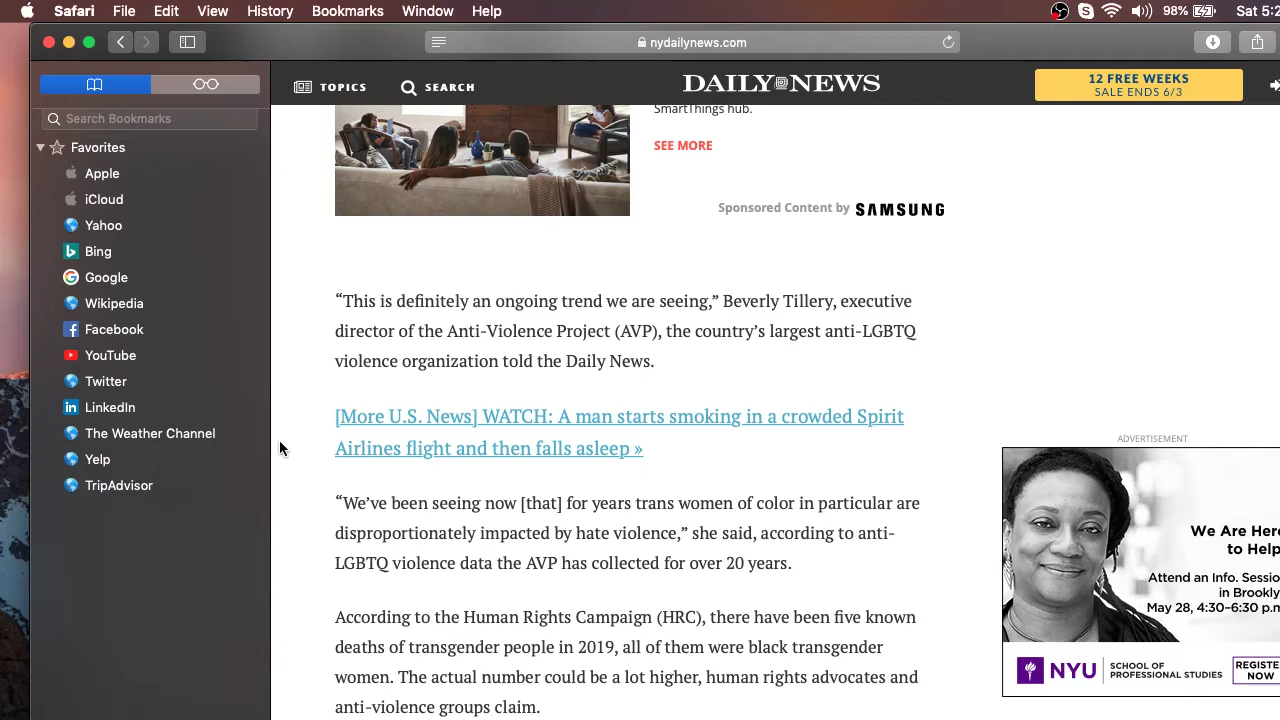 Safari File Edit View History Bookmarks Window Help 98% Sat 5:2
nydailynews.com
TOPICS SEARCH DAILY NEWS 12 FREE WEEKS
SALE ENDS 6/3
Search Bookmarks
Favorites
Apple
iCloud
Yahoo
Bing
Google
Wikipedia
Facebook
YouTube
Twitter
LinkedIn
The Weather Channel
Yelp
TripAdvisor
SmartThings hub.
SEE MORE
Sponsored Content by SAMSUNG
“This is definitely an ongoing trend we are seeing,” Beverly Tillery, executive
director of the Anti-Violence Project (AVP), the country’s largest anti-LGBTQ
violence organization told the Daily News.
[More U.S. News] WATCH: A man starts smoking in a crowded Spirit
Airlines flight and then falls asleep »
“We’ve been seeing now [that] for years trans women of color in particular are
disproportionately impacted by hate violence,” she said, according to anti-
LGBTQ violence data the AVP has collected for over 20 years.
According to the Human Rights Campaign (HRC), there have been five known
deaths of transgender people in 2019, all of them were black transgender
women. The actual number could be a lot higher, human rights advocates and
anti-violence groups claim.
ADVERTISEMENT
We Are Here
to Help
Attend an Info. Sessio
in Brooklyn
May 28, 4:30–6:30 p.m
NYU SCHOOL OF
PROFESSIONAL STUDIES
REGISTE
NOW